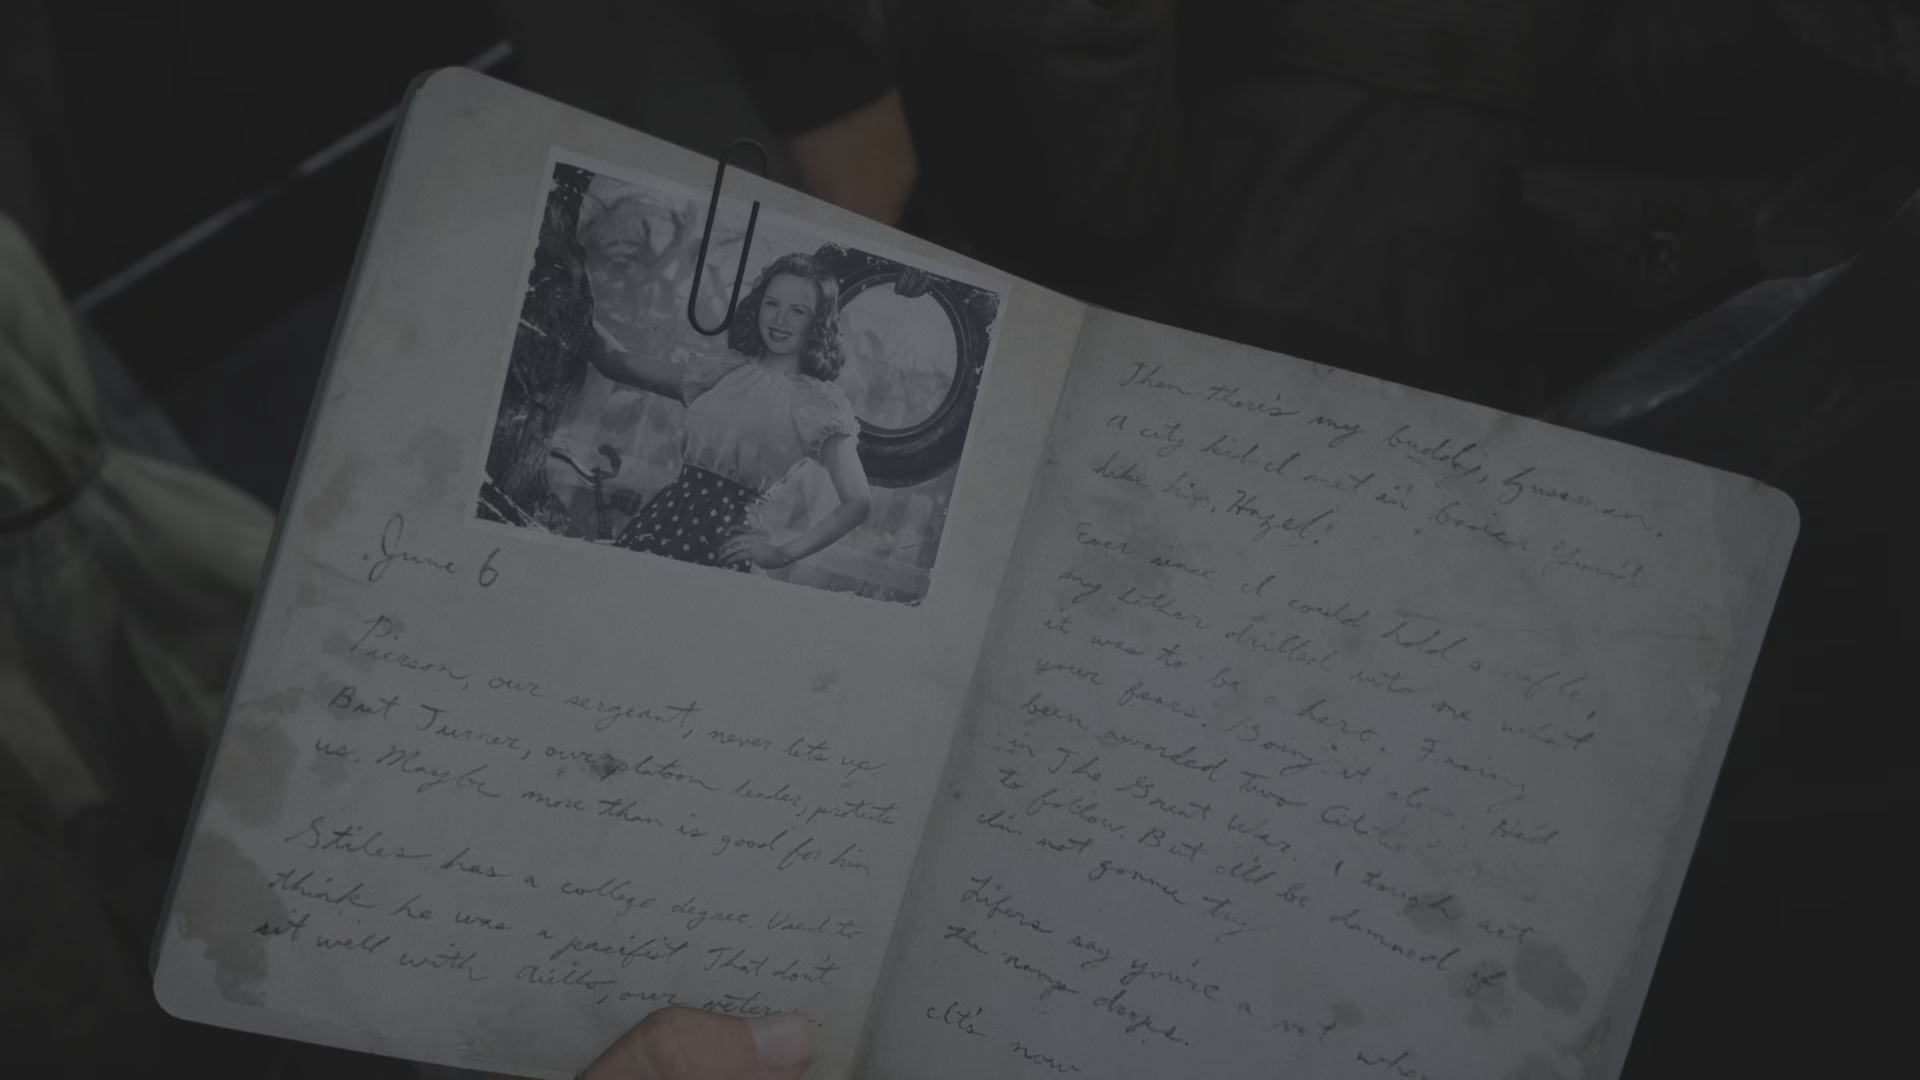 June 6
Pierson, our sergeant, never lets up.
But Turner, our platoon leader, protects
us. Maybe more than is good for him.
Stiles has a college degree. Used to
think he was a pacifist. That don't
sit well with Aiello, our
Then there's my buddy, Zussman.
A city kid I met in basic. You'd
like him, Hazel!
Ever since I could hold a rifle,
my father drilled into me what
it was to be a hero. Facing
your fears. Going it alone. He'd
been awarded two
in The Great War. A tough act
to follow. But I'll be damned if
I'm not gonna try
Lifers say you're a vet when
the ramp drops.
It's now